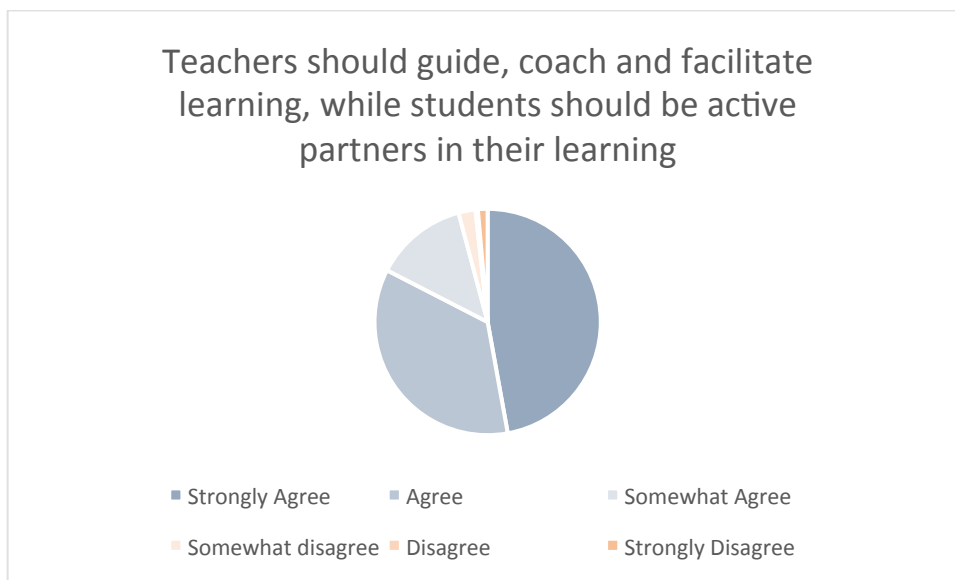 Teachers should guide, coach and facilitate
learning, while students should be active
partners in their learning
Strongly Agree
Agree
Somewhat Agree
Somewhat disagree
Disagree
Strongly Disagree